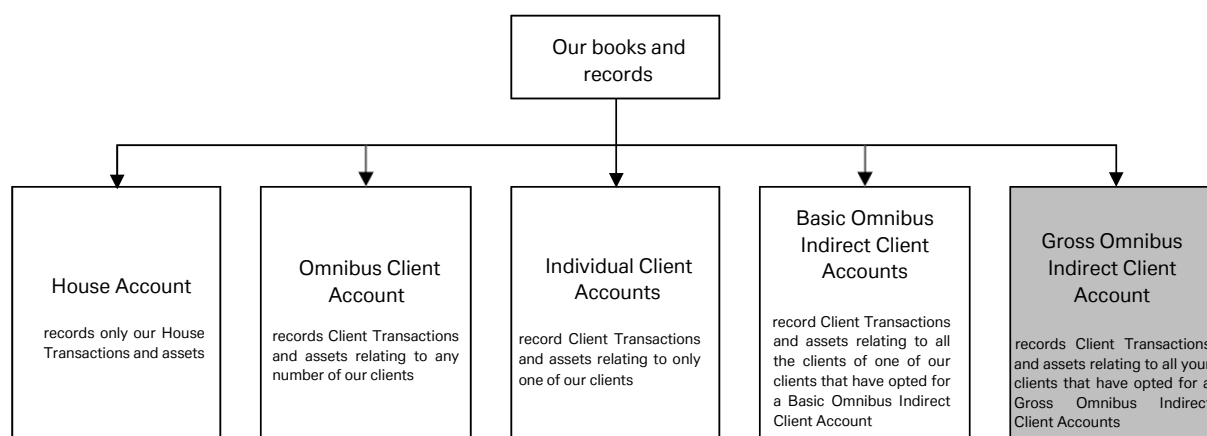 Our books and
records
House Account
records only our House
Transactions and assets
Omnibus Client
Account
records Client Transactions
and assets relating to any
number of our clients
Individual Client
Accounts
record Client Transactions
and assets relating to only
one of our clients
Basic Omnibus
Indirect Client
Accounts
record Client Transactions
and assets relating to all
the clients of one of our
clients that have opted for
a Basic Omnibus Indirect
Client Account
Gross Omnibus
Indirect Client
Account
records Client Transactions
and assets relating to all your
clients that have opted for a
Gross Omnibus Indirect
Client Accounts